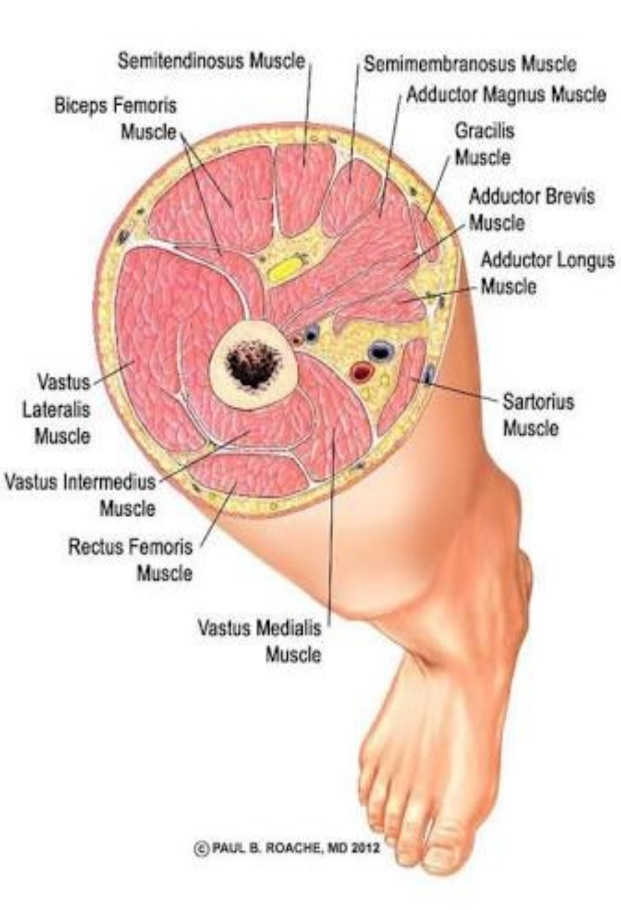 Semitendinosus Muscle
Semimembranosus Muscle
Biceps Femoris
Muscle
Adductor Magnus Muscle
Gracilis
Muscle
Adductor Brevis
Muscle
Adductor Longus
Muscle
Vastus
Lateralis
Muscle
Sartorius
Muscle
Vastus Intermedius
Muscle
Rectus Femoris
Muscle
Vastus Medialis
Muscle
© PAUL B. ROACHE, MD 2012